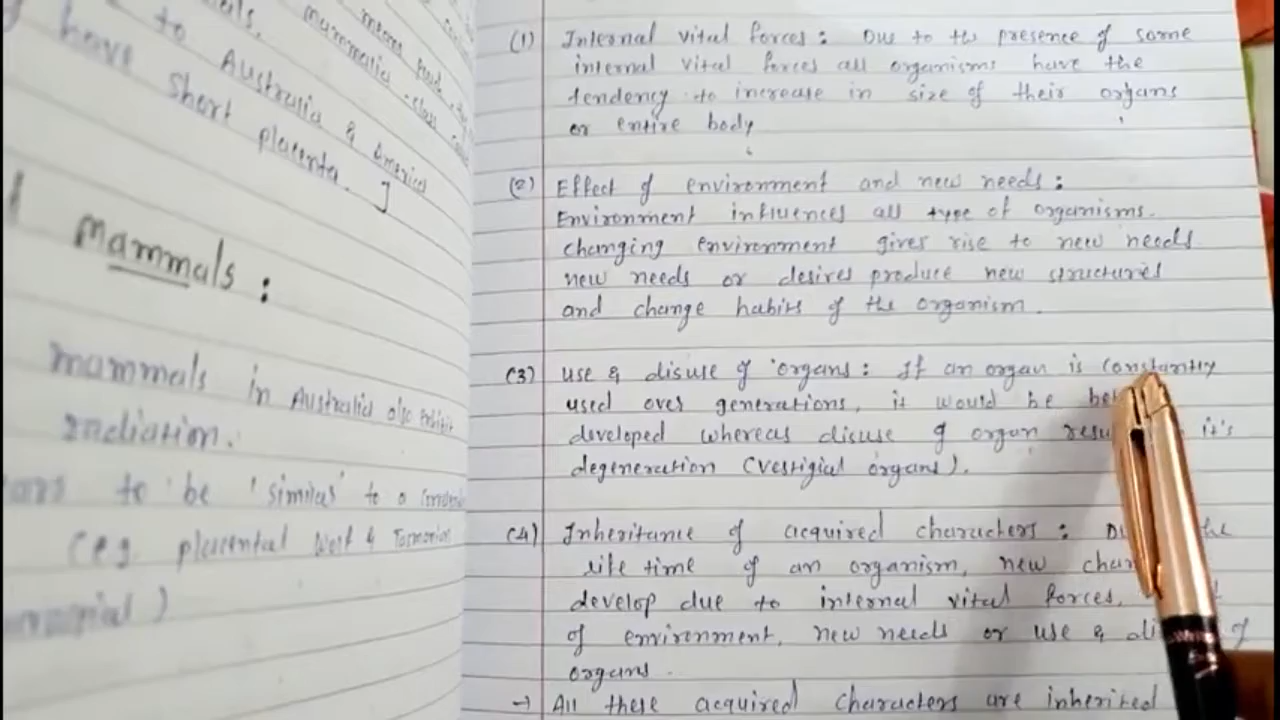 to Australia & America
have short placenta. ]
mammals :
mammals in Australia also exhibit
radiation.
to be 'similar' to a
(e.g. placental Wolf & Tasmanian
(1) Internal vital forces : Due to the presence of some
internal vital forces all organisms have the
tendency to increase in size of their organs
or entire body
(2) Effect of environment and new needs :
Environment influences all type of organisms.
changing environment gives rise to new needs
new needs or desires produce new structures
and change habits of the organism.
(3) use & disuse of organs : If an organ is constantly
used over generations, it would be
developed whereas disuse of organ it's
degeneration (vestigial organs).
(4) Inheritance of acquired characters :
life time of an organism, new
develop due to internal vital forces,
of environment, new needs or use & of
organs.
→ All these acquired characters are inherited